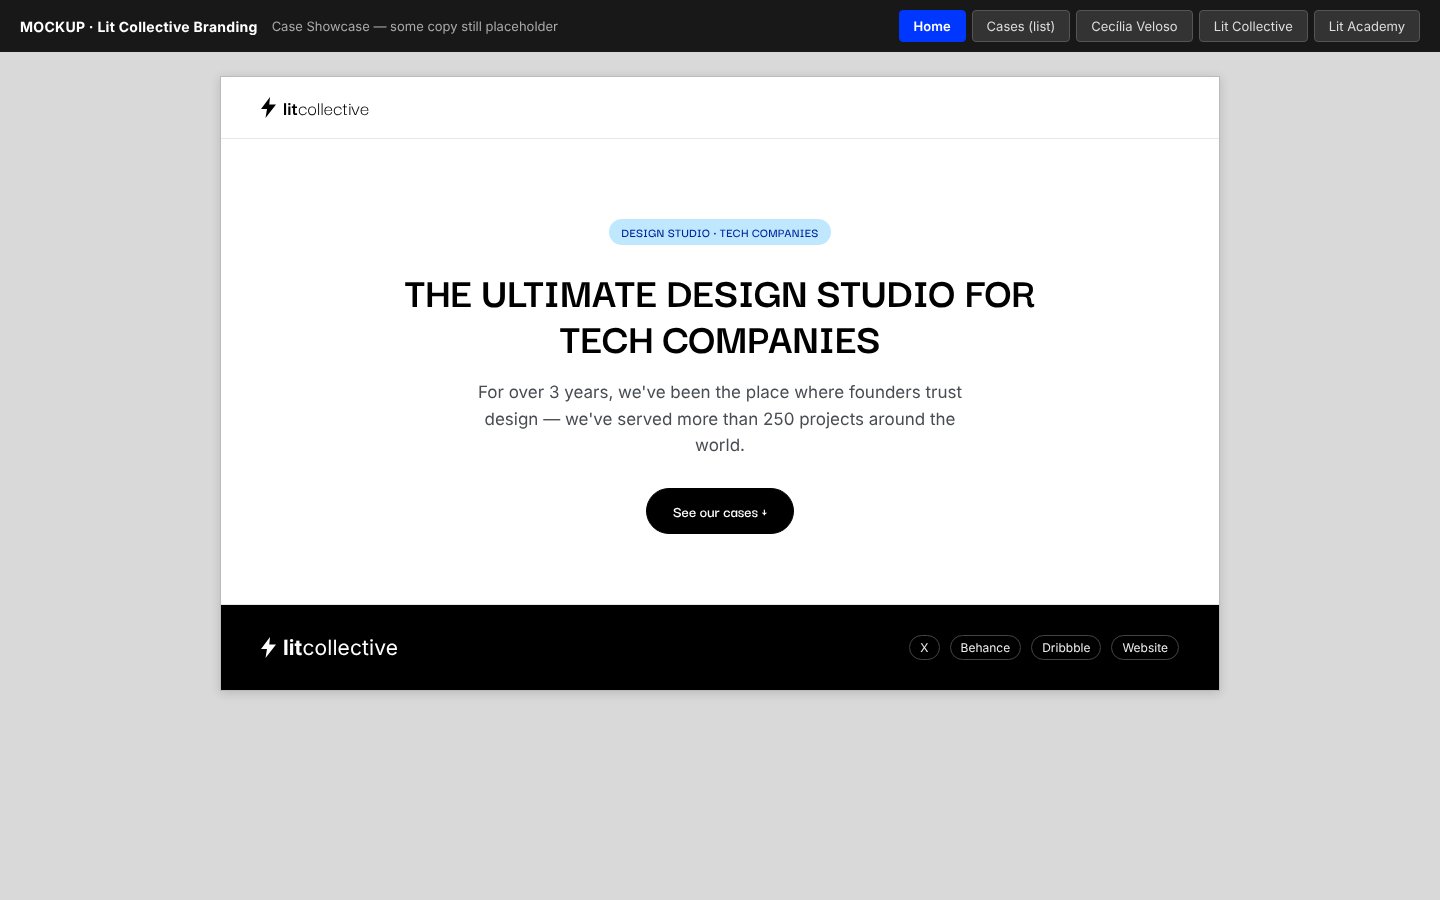 MOCKUP · Lit Collective Branding Case Showcase — some copy still placeholder Home Cases (list) Cecília Veloso Lit Collective Lit Academy
litcollective
DESIGN STUDIO · TECH COMPANIES
THE ULTIMATE DESIGN STUDIO FOR
TECH COMPANIES
For over 3 years, we've been the place where founders trust
design — we've served more than 250 projects around the
world.
See our cases ↓
litcollective X Behance Dribbble Website